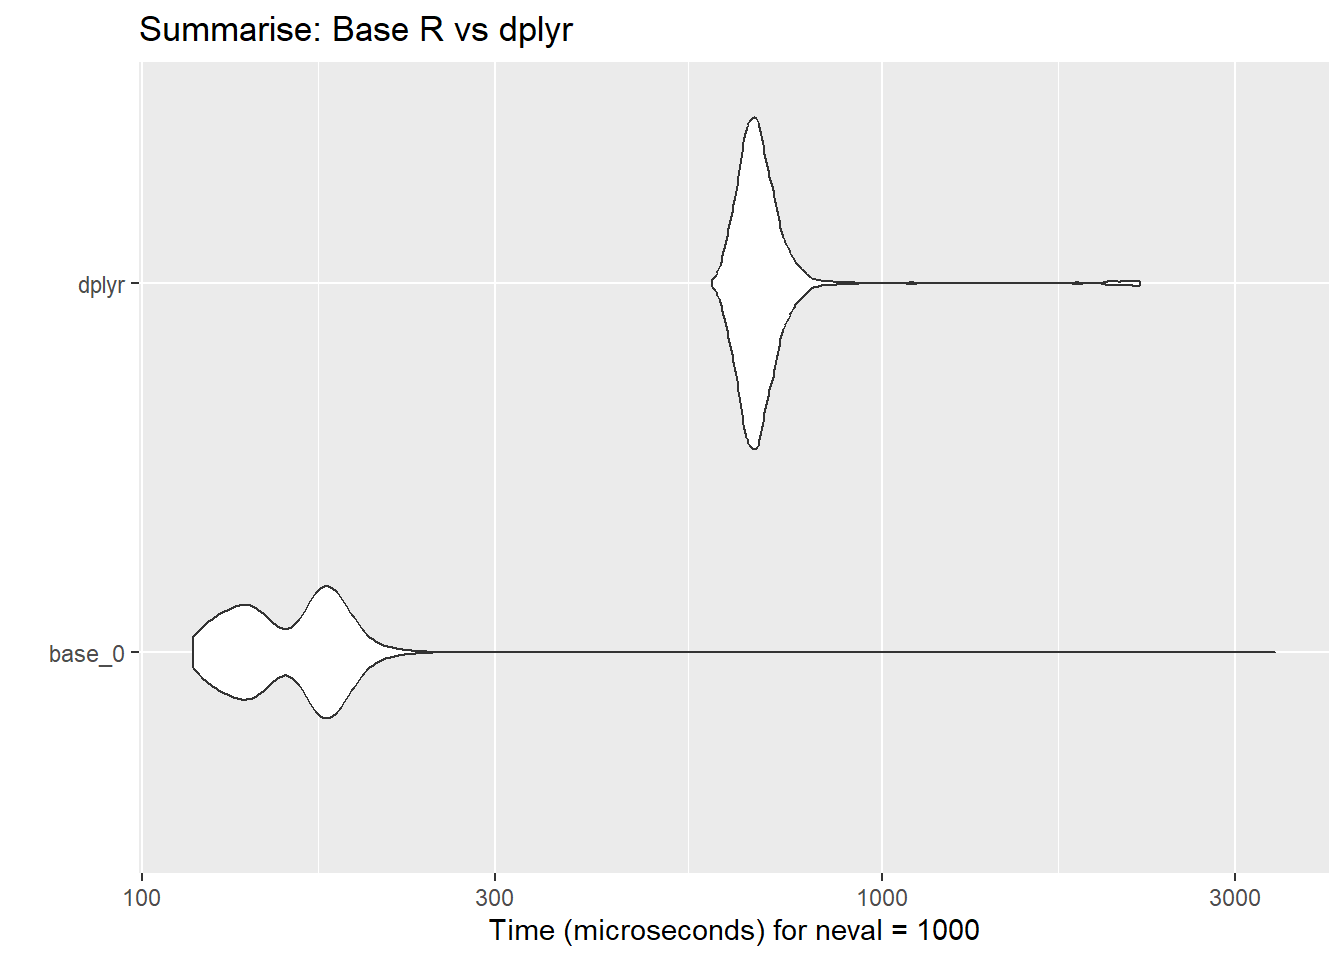 Summarise: Base R vs dplyr
dplyr
base_0
100 300 1000 3000
Time (microseconds) for neval = 1000